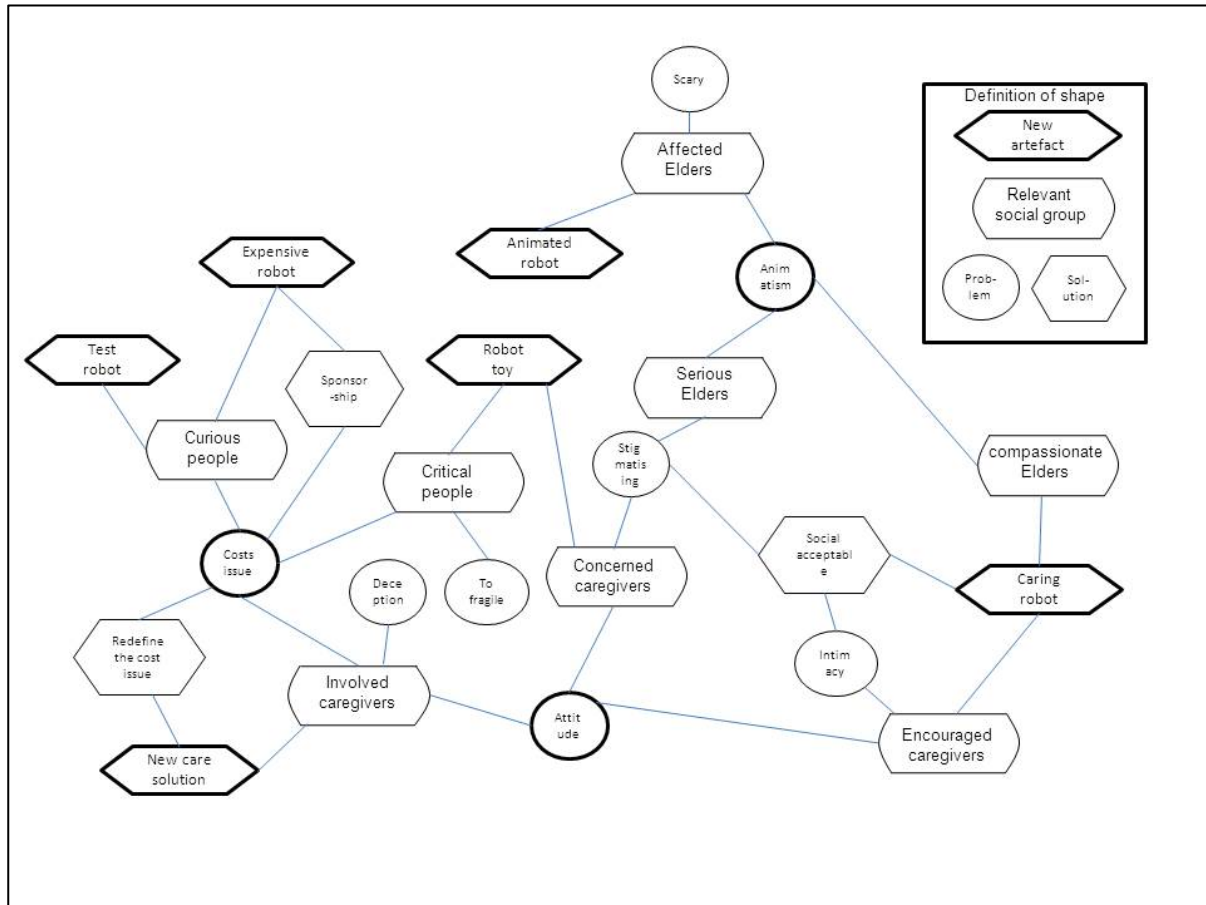 Scary
Definition of shape
New
artefact
Affected
Elders
Relevant
social group
Expensive
robot
Animated
robot
Anim
atism
Prob-
lem
Sol-
ution
Test
robot
Robot
toy
Sponsor
-ship
Serious
Elders
Curious
people
Critical
people
Stig
matis
ing
compassionate
Elders
Costs
issue
Dece
ption
To
fragile
Concerned
caregivers
Social
acceptabl
e
Caring
robot
Redefine
the cost
issue
Involved
caregivers
Intim
acy
Attit
ude
Encouraged
caregivers
New care
solution